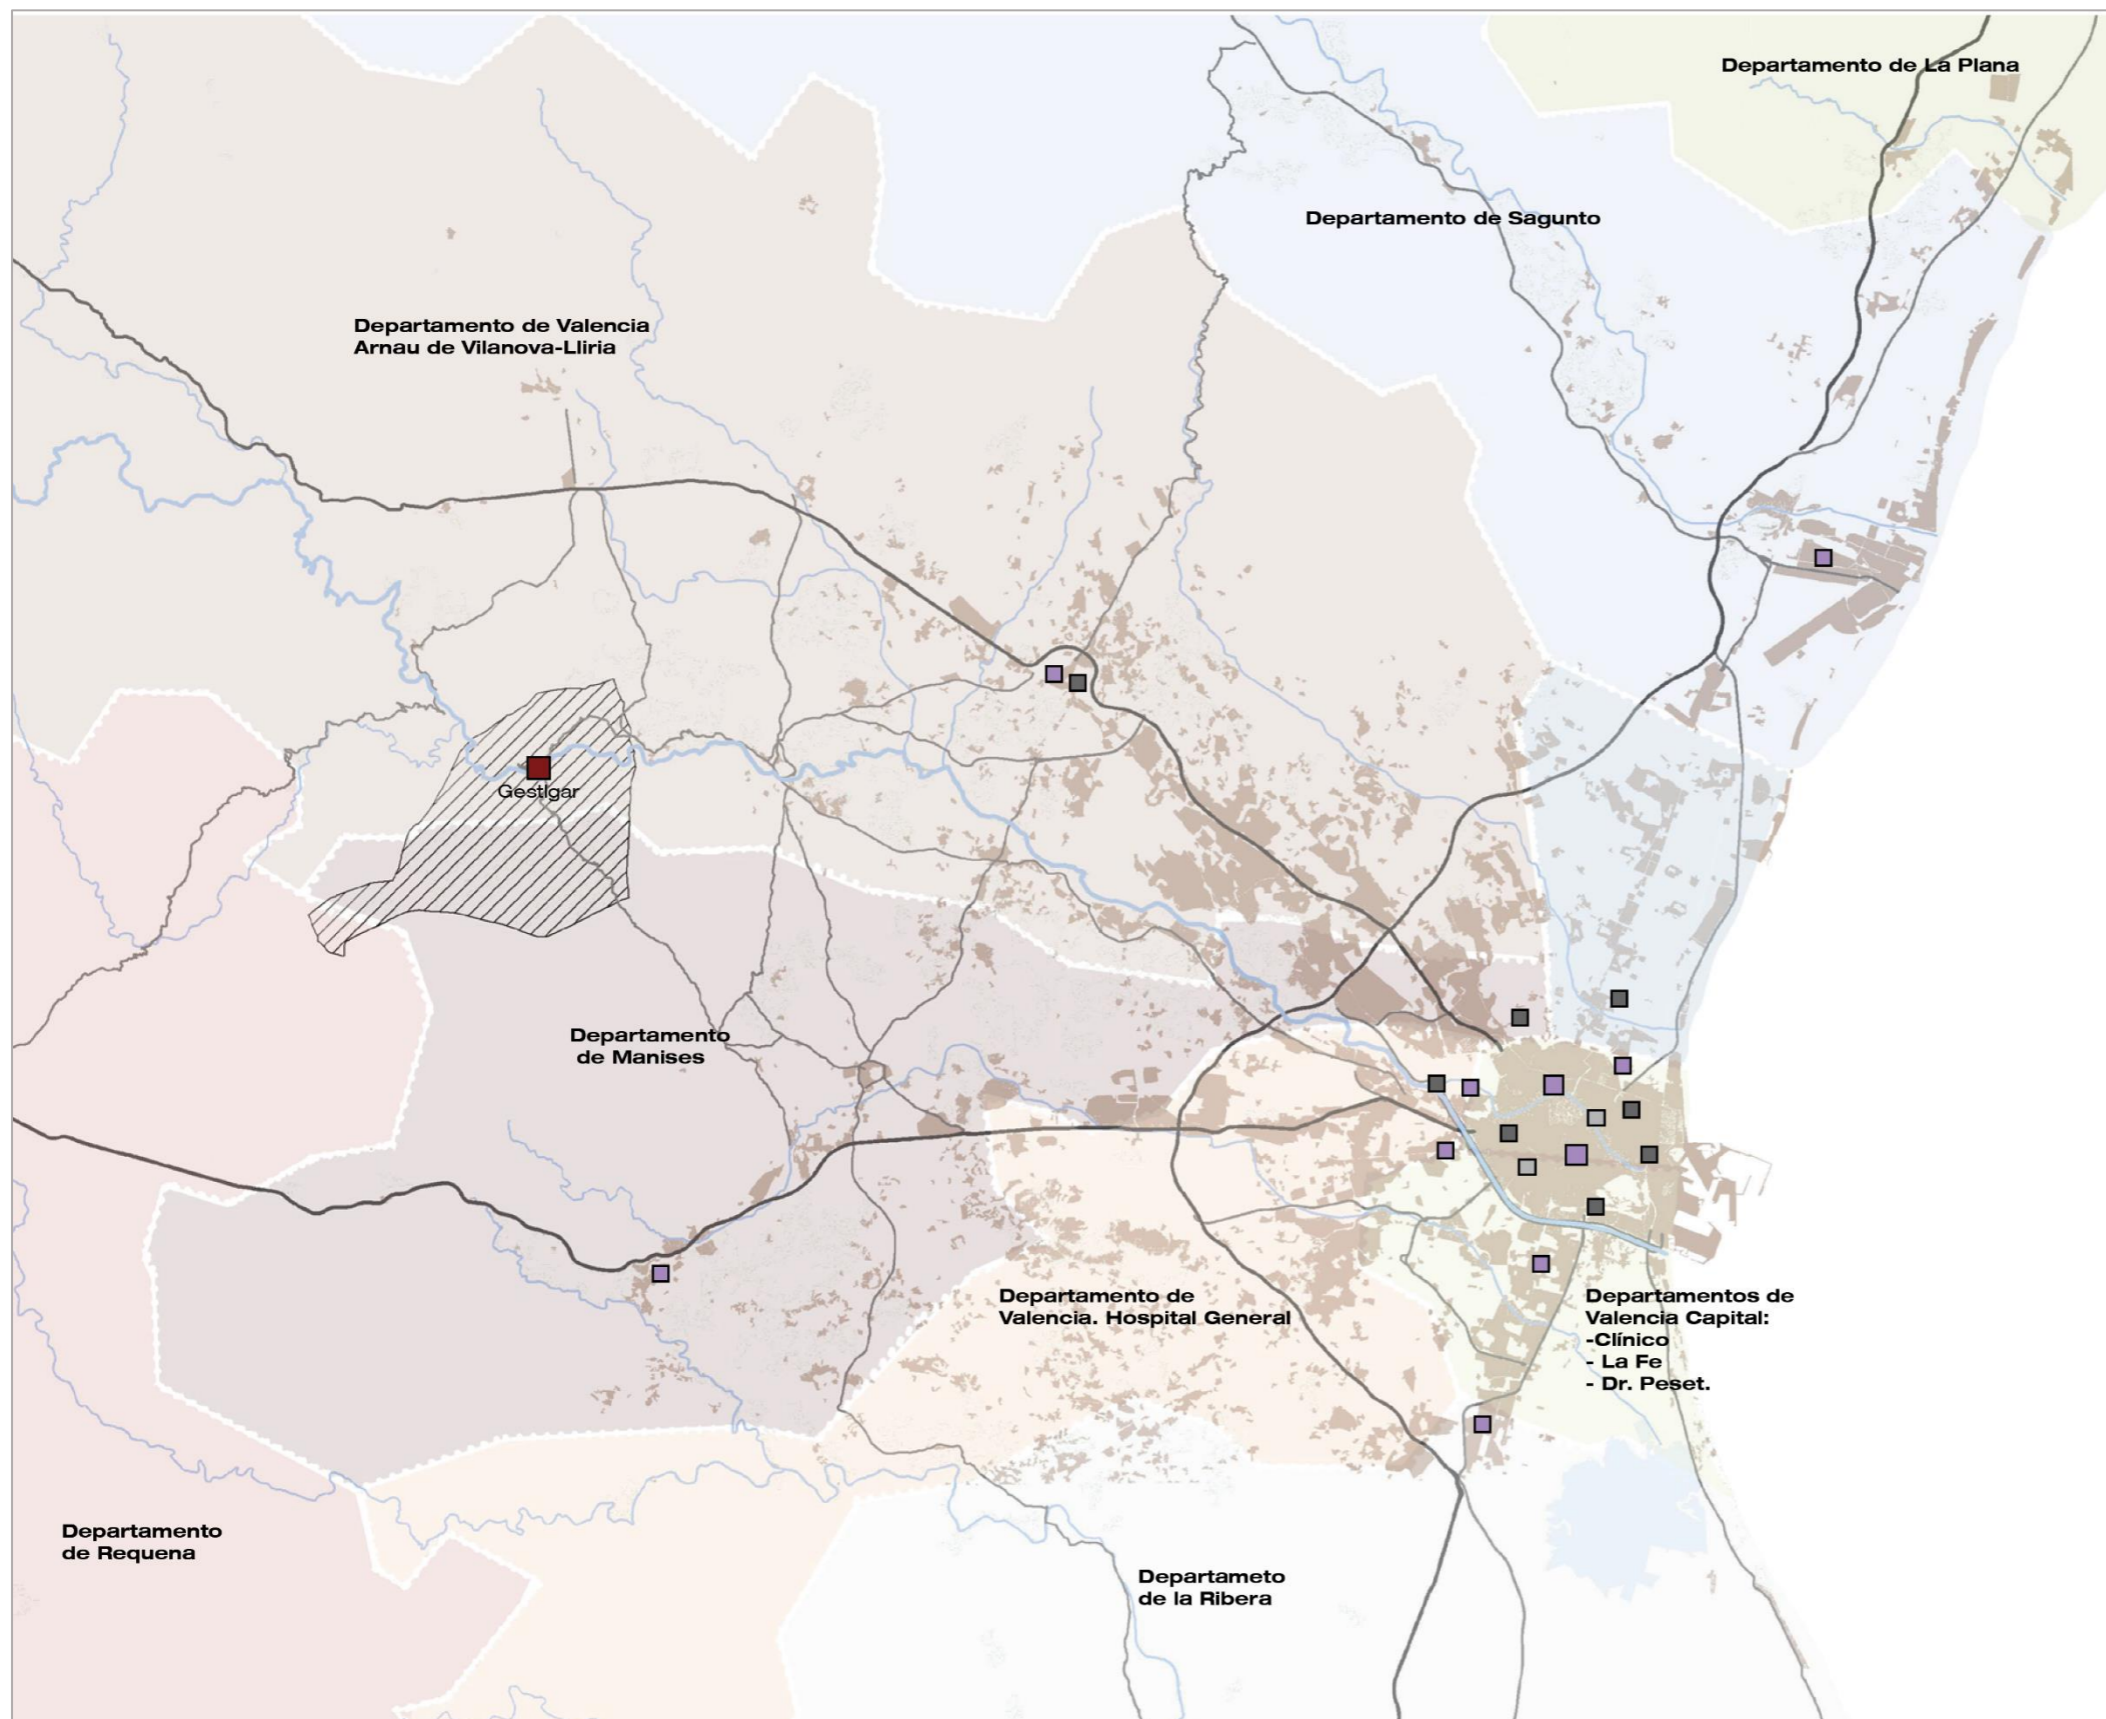 Departamento de La Plana
Departamento de Sagunto
Departamento de Valencia
Arnau de Vilanova-Lliria
Gestlgar
Departamento
de Manises
Departamento de
Valencia. Hospital General
Departamentos de
Valencia Capital:
-Clínico
- La Fe
- Dr. Peset.
Departamento
de Requena
Departameto
de la Ribera